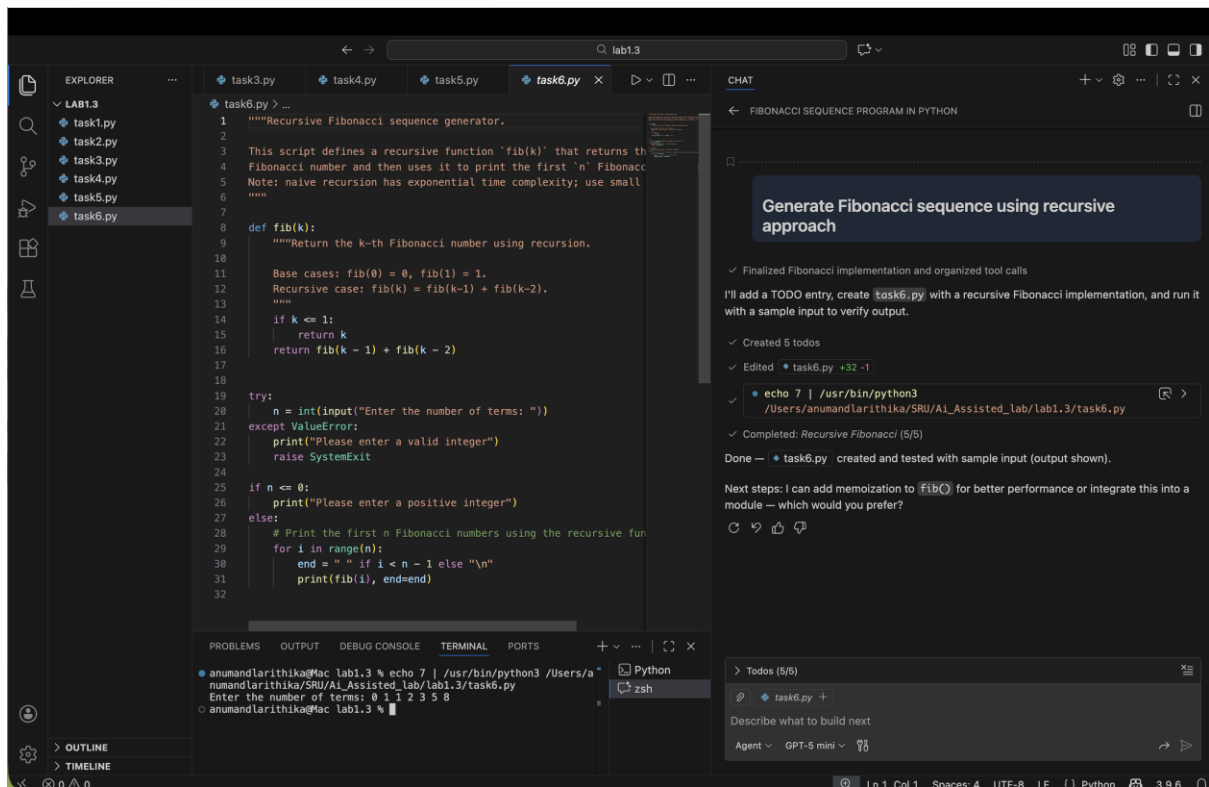 lab1.3
EXPLORER
LAB1.3
task1.py
task2.py
task3.py
task4.py
task5.py
task6.py
OUTLINE
TIMELINE
task3.py task4.py task5.py task6.py
task6.py > ...
1 """Recursive Fibonacci sequence generator.
2
3 This script defines a recursive function `fib(k)` that returns th
4 Fibonacci number and then uses it to print the first `n` Fibonacc
5 Note: naive recursion has exponential time complexity; use small
6 """
7
8 def fib(k):
9 """Return the k-th Fibonacci number using recursion.
10
11 Base cases: fib(0) = 0, fib(1) = 1.
12 Recursive case: fib(k) = fib(k-1) + fib(k-2).
13 """
14 if k <= 1:
15 return k
16 return fib(k - 1) + fib(k - 2)
17
18
19 try:
20 n = int(input("Enter the number of terms: "))
21 except ValueError:
22 print("Please enter a valid integer")
23 raise SystemExit
24
25 if n <= 0:
26 print("Please enter a positive integer")
27 else:
28 # Print the first n Fibonacci numbers using the recursive fun
29 for i in range(n):
30 end = " " if i < n - 1 else "\n"
31 print(fib(i), end=end)
32
PROBLEMS OUTPUT DEBUG CONSOLE TERMINAL PORTS
anumandlarithika@Mac lab1.3 % echo 7 | /usr/bin/python3 /Users/a
numandlarithika/SRU/Ai_Assisted_lab/lab1.3/task6.py
Enter the number of terms: 0 1 1 2 3 5 8
anumandlarithika@Mac lab1.3 %
Python
zsh
CHAT
FIBONACCI SEQUENCE PROGRAM IN PYTHON
Generate Fibonacci sequence using recursive
approach
Finalized Fibonacci implementation and organized tool calls
I'll add a TODO entry, create task6.py with a recursive Fibonacci implementation, and run it
with a sample input to verify output.
Created 5 todos
Edited task6.py +32 -1
echo 7 | /usr/bin/python3
/Users/anumandlarithika/SRU/Ai_Assisted_lab/lab1.3/task6.py
Completed: Recursive Fibonacci (5/5)
Done — task6.py created and tested with sample input (output shown).
Next steps: I can add memoization to fib() for better performance or integrate this into a
module — which would you prefer?
Todos (5/5)
task6.py +
Describe what to build next
Agent GPT-5 mini
0 0
Ln 1, Col 1 Spaces: 4 UTF-8 LF { } Python 3.9.6